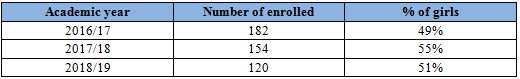 Academic year Number of enrolled % of girls
2016/17 182 49%
2017/18 154 55%
2018/19 120 51%